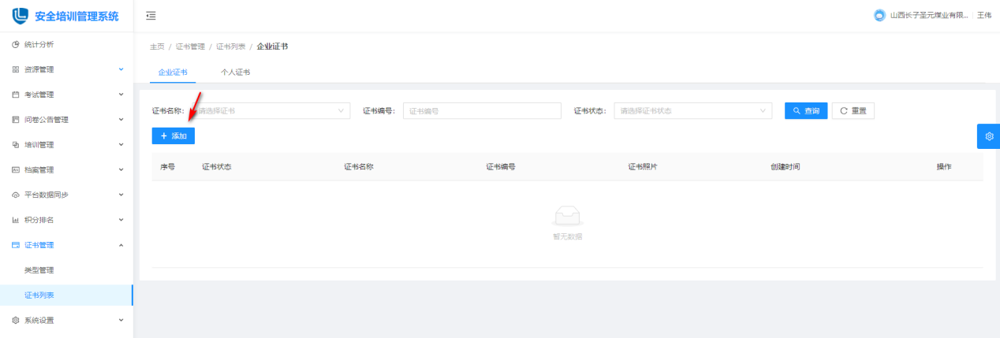 安全培训管理系统
山西长子圣元煤业有限... 王伟
统计分析
资源管理
考试管理
问卷公告管理
培训管理
档案管理
平台数据同步
积分排名
证书管理
类型管理
证书列表
系统设置
主页 / 证书管理 / 证书列表 / 企业证书
企业证书 个人证书
证书名称: 请选择证书 证书编号: 证书编号 证书状态: 请选择证书状态 查询 重置
+ 添加
序号 证书状态 证书名称 证书编号 证书照片 创建时间 操作
暂无数据